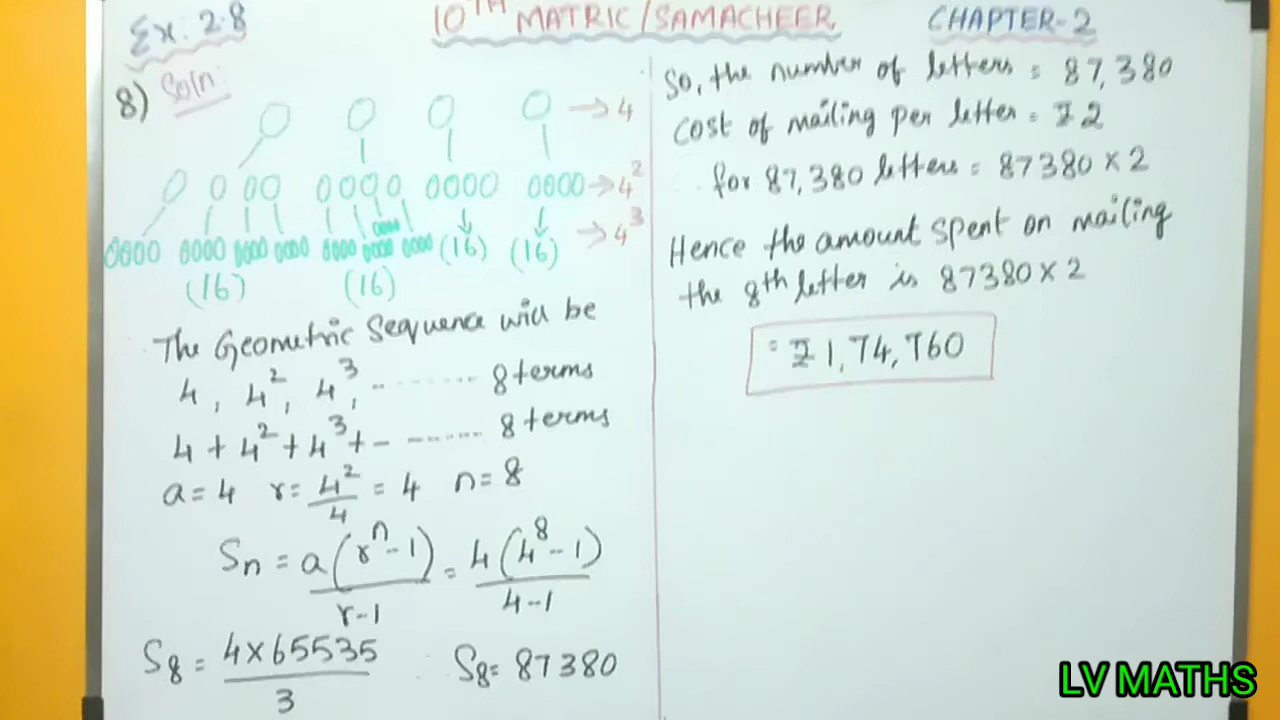 Ex: 2.8
10TH MATRIC/SAMACHEER
CHAPTER-2
8) Soln:
→ 4
→ 4²
→ 4³
(16) (16) (16) (16)
The Geometric Sequence will be
4, 4², 4³, ......... 8 terms
4 + 4² + 4³ + - ........ 8 terms
a = 4 r = 4²/4 = 4 n = 8
Sn = a(rⁿ - 1)/r-1 = 4(4⁸ - 1)/4-1
S8 = 4×65535/3 S8 = 87380
So, the number of letters = 87,380
cost of mailing per letter = ₹2
for 87,380 letters = 87380 × 2
Hence the amount spent on mailing
the 8th letter is 87380 × 2
= ₹1,74,760
LV MATHS